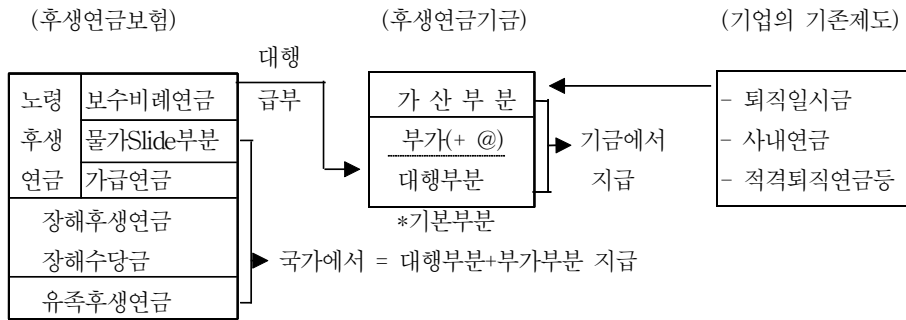 (후생연금보험) (후생연금기금) (기업의 기존제도)
대행
급부
노령 보수비례연금
후생 물가Slide부분
연금 가급연금
장해후생연금
장해수당금
유족후생연금
가 산 부 분
부가(+ @)
대행부분
*기본부분
기금에서
지급
- 퇴직일시금
- 사내연금
- 적격퇴직연금등
국가에서 = 대행부분+부가부분 지급